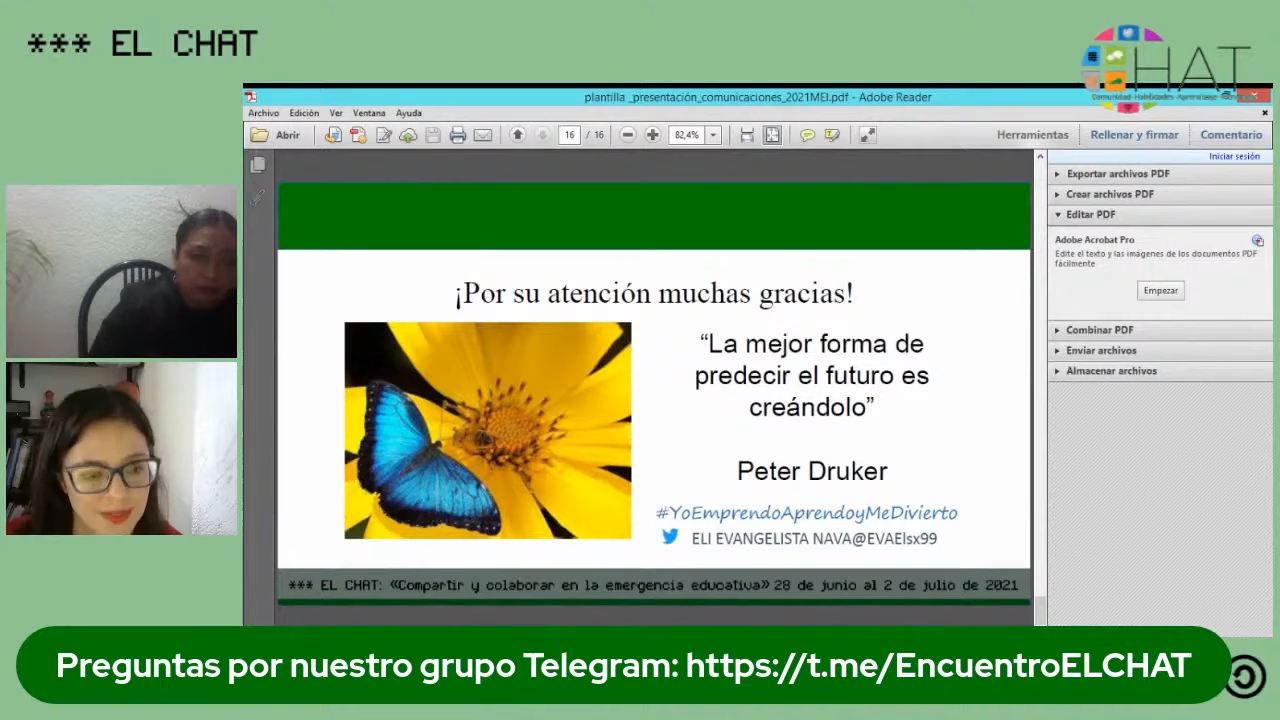 *** EL CHAT
HAT
Comunidad· Habilidades· Aprendizaje·
plantilla _presentación_comunicaciones_2021MEI.pdf - Adobe Reader
Archivo Edición Ver Ventana Ayuda
Abrir 16 / 16 82,4% Herramientas Rellenar y firmar Comentario
Iniciar sesión
Exportar archivos PDF
Crear archivos PDF
Editar PDF
Adobe Acrobat Pro
Edite el texto y las imágenes de los documentos PDF
fácilmente
Empezar
Combinar PDF
Enviar archivos
Almacenar archivos
¡Por su atención muchas gracias!
“La mejor forma de
predecir el futuro es
creándolo”
Peter Druker
#YoEmprendoAprendoyMeDivierto
ELI EVANGELISTA NAVA@EVAElsx99
*** EL CHAT: «Compartir y colaborar en la emergencia educativa» 28 de junio al 2 de julio de 2021
Preguntas por nuestro grupo Telegram: https://t.me/EncuentroELCHAT